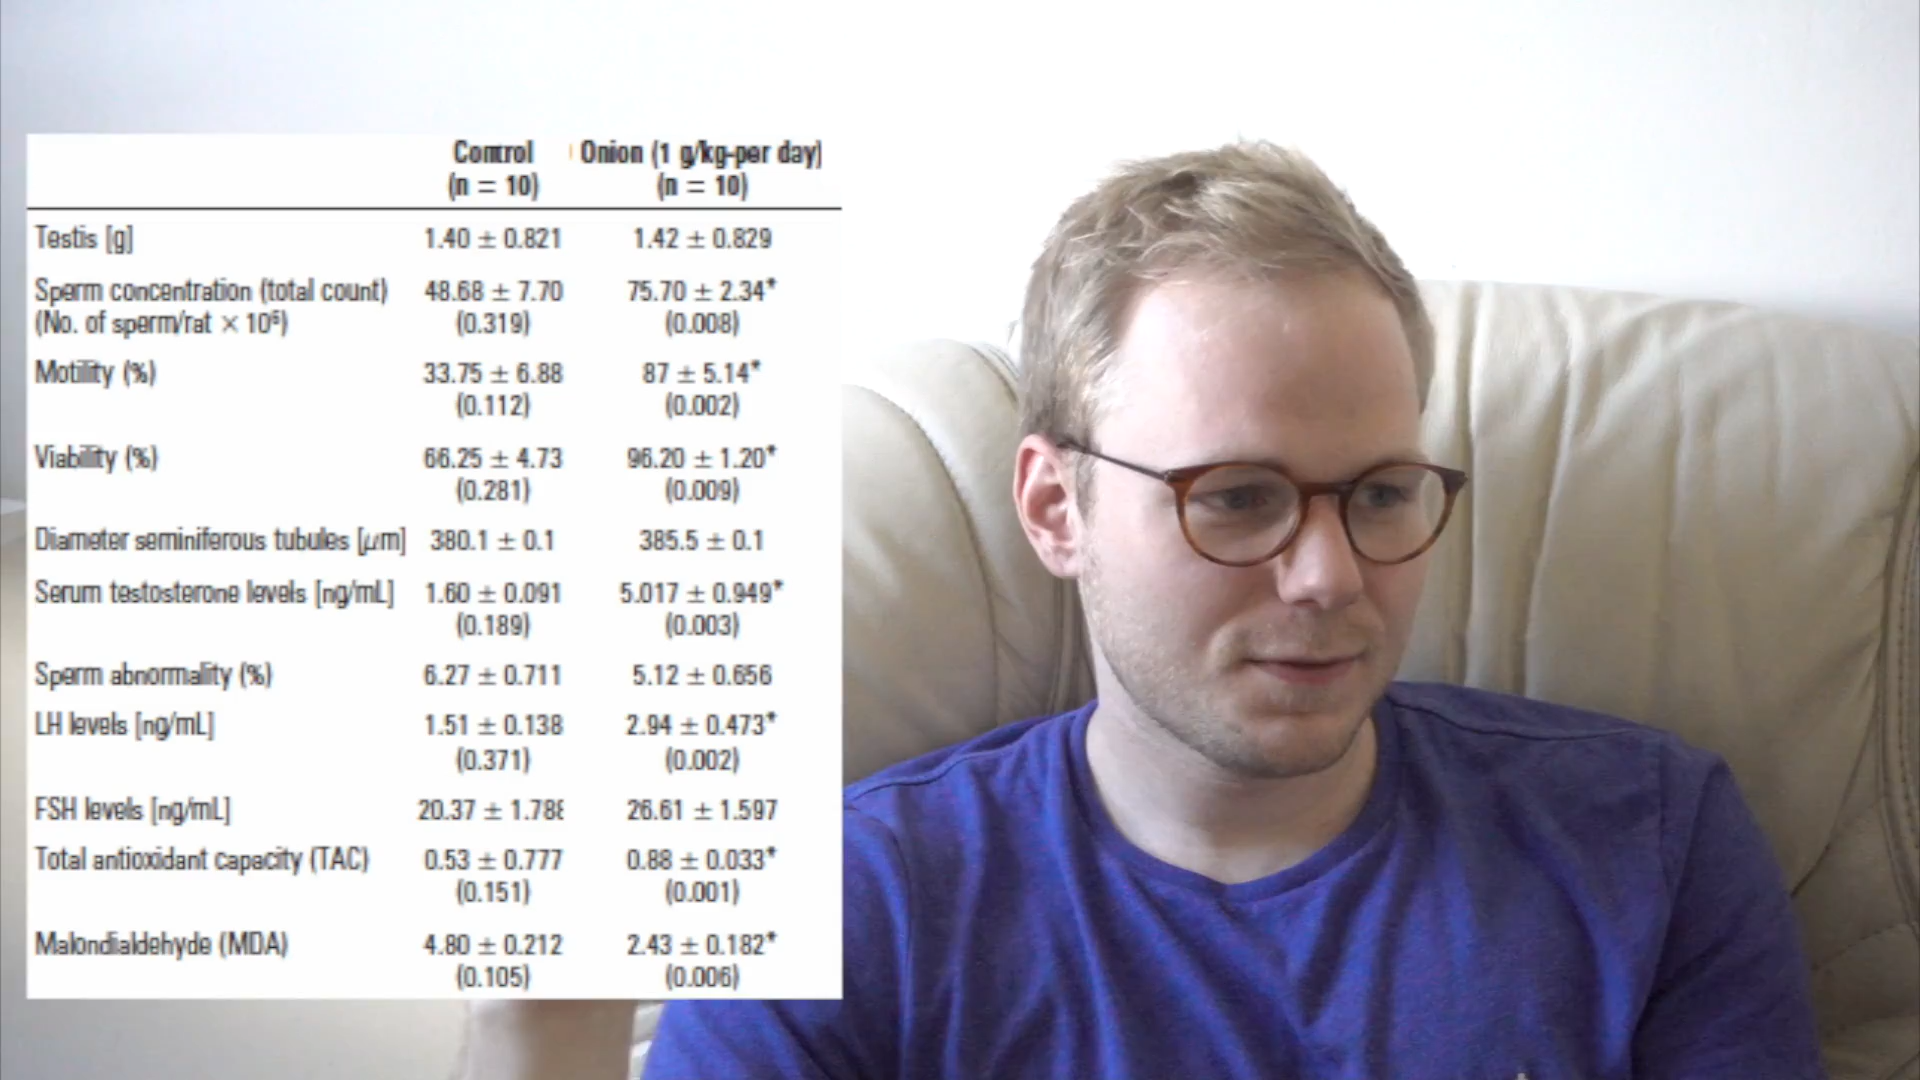 Control Onion (1 g/kg-per day)
(n = 10) (n = 10)
Testis [g] 1.40 ± 0.821 1.42 ± 0.829
Sperm concentration (total count) 48.68 ± 7.70 75.70 ± 2.34*
(No. of sperm/rat × 10⁶) (0.319) (0.008)
Motility (%) 33.75 ± 6.88 87 ± 5.14*
(0.112) (0.002)
Viability (%) 66.25 ± 4.73 96.20 ± 1.20*
(0.281) (0.009)
Diameter seminiferous tubules [μm] 380.1 ± 0.1 385.5 ± 0.1
Serum testosterone levels [ng/mL] 1.60 ± 0.091 5.017 ± 0.949*
(0.189) (0.003)
Sperm abnormality (%) 6.27 ± 0.711 5.12 ± 0.656
LH levels [ng/mL] 1.51 ± 0.138 2.94 ± 0.473*
(0.371) (0.002)
FSH levels [ng/mL] 20.37 ± 1.788 26.61 ± 1.597
Total antioxidant capacity (TAC) 0.53 ± 0.777 0.88 ± 0.033*
(0.151) (0.001)
Malondialdehyde (MDA) 4.80 ± 0.212 2.43 ± 0.182*
(0.105) (0.006)